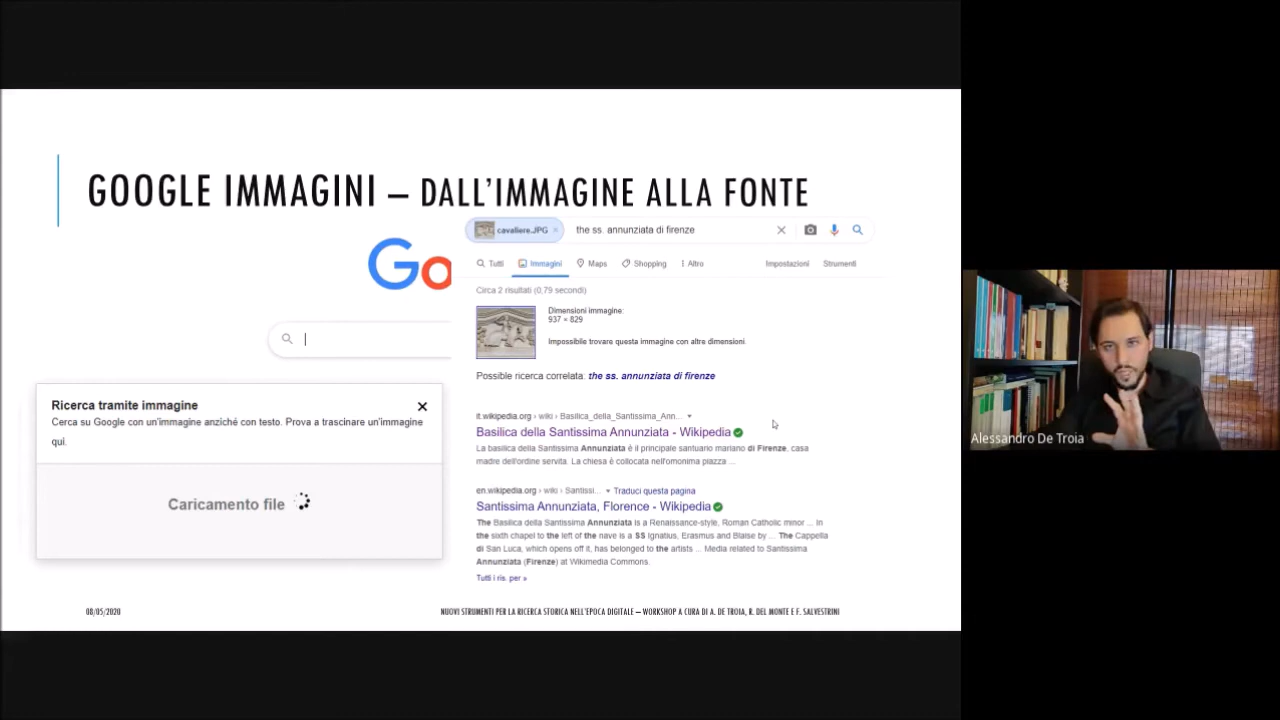 GOOGLE IMMAGINI – DALL'IMMAGINE ALLA FONTE
Go
Ricerca tramite immagine
Cerca su Google con un'immagine anziché con testo. Prova a trascinare un'immagine
qui.
Caricamento file
cavaliere.JPG × the ss. annunziata di firenze
Tutti Immagini Maps Shopping Altro Impostazioni Strumenti
Circa 2 risultati (0,79 secondi)
Dimensioni immagine:
937 × 829
Impossibile trovare questa immagine con altre dimensioni.
Possibile ricerca correlata: the ss. annunziata di firenze
it.wikipedia.org › wiki › Basilica_della_Santissima_Ann...
Basilica della Santissima Annunziata - Wikipedia
La basilica della Santissima Annunziata è il principale santuario mariano di Firenze, casa
madre dell'ordine servita. La chiesa è collocata nell'omonima piazza ...
en.wikipedia.org › wiki › Santissi... Traduci questa pagina
Santissima Annunziata, Florence - Wikipedia
The Basilica della Santissima Annunziata is a Renaissance-style, Roman Catholic minor ... In
the sixth chapel to the left of the nave is a SS Ignatius, Erasmus and Blaise by ... The Cappella
di San Luca, which opens off it, has belonged to the artists ... Media related to Santissima
Annunziata (Firenze) at Wikimedia Commons.
Tutti i ris. per »
08/05/2020
NUOVI STRUMENTI PER LA RICERCA STORICA NELL'EPOCA DIGITALE – WORKSHOP A CURA DI A. DE TROIA, R. DEL MONTE E F. SALVESTRINI
Alessandro De Troia